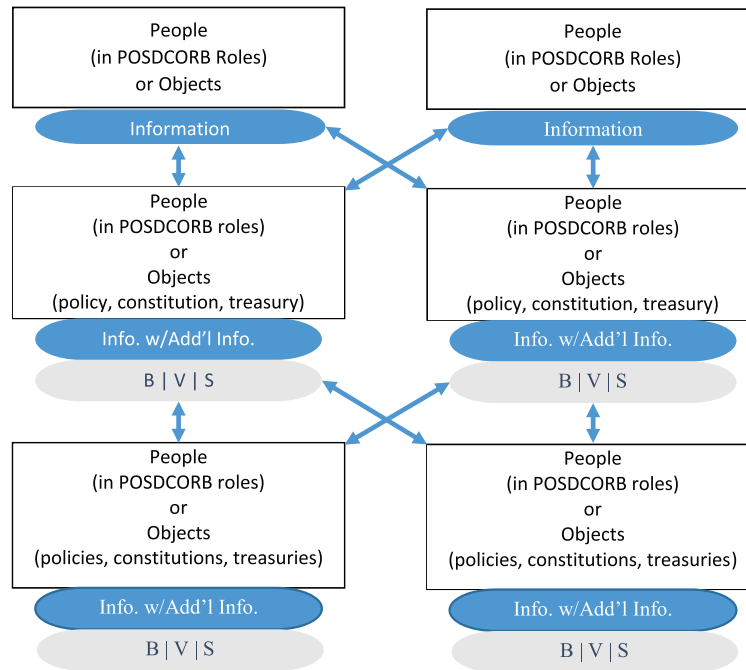 People
(in POSDCORB Roles)
or Objects
Information
People
(in POSDCORB Roles)
or Objects
Information
People
(in POSDCORB roles)
or
Objects
(policy, constitution, treasury)
Info. w/Add’l Info.
B | V | S
People
(in POSDCORB roles)
or
Objects
(policy, constitution, treasury)
Info. w/Add’l Info.
B | V | S
People
(in POSDCORB roles)
or
Objects
(policies, constitutions, treasuries)
Info. w/Add’l Info.
B | V | S
People
(in POSDCORB roles)
or
Objects
(policies, constitutions, treasuries)
Info. w/Add’l Info.
B | V | S